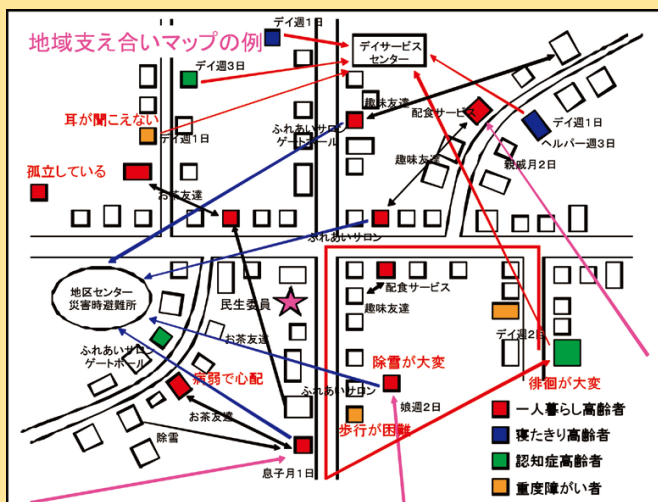 地域支え合いマップの例
デイ週1日
デイサービス
センター
デイ週3日
耳が聞こえない
デイ週1日
趣味友達
配食サービス
ふれあいサロン
ゲートボール
デイ週1日
ヘルパー週3日
孤立している
お茶友達
趣味友達
親戚月2日
ふれあいサロン
地区センター
災害時避難所
民生委員
配食サービス
趣味友達
お茶友達
デイ週2日
ふれあいサロン
ゲートボール
病弱で心配
除雪が大変
ふれあいサロン
娘週2日
徘徊が大変
お茶友達
歩行が困難
除雪
息子月1日
一人暮らし高齢者
寝たきり高齢者
認知症高齢者
重度障がい者